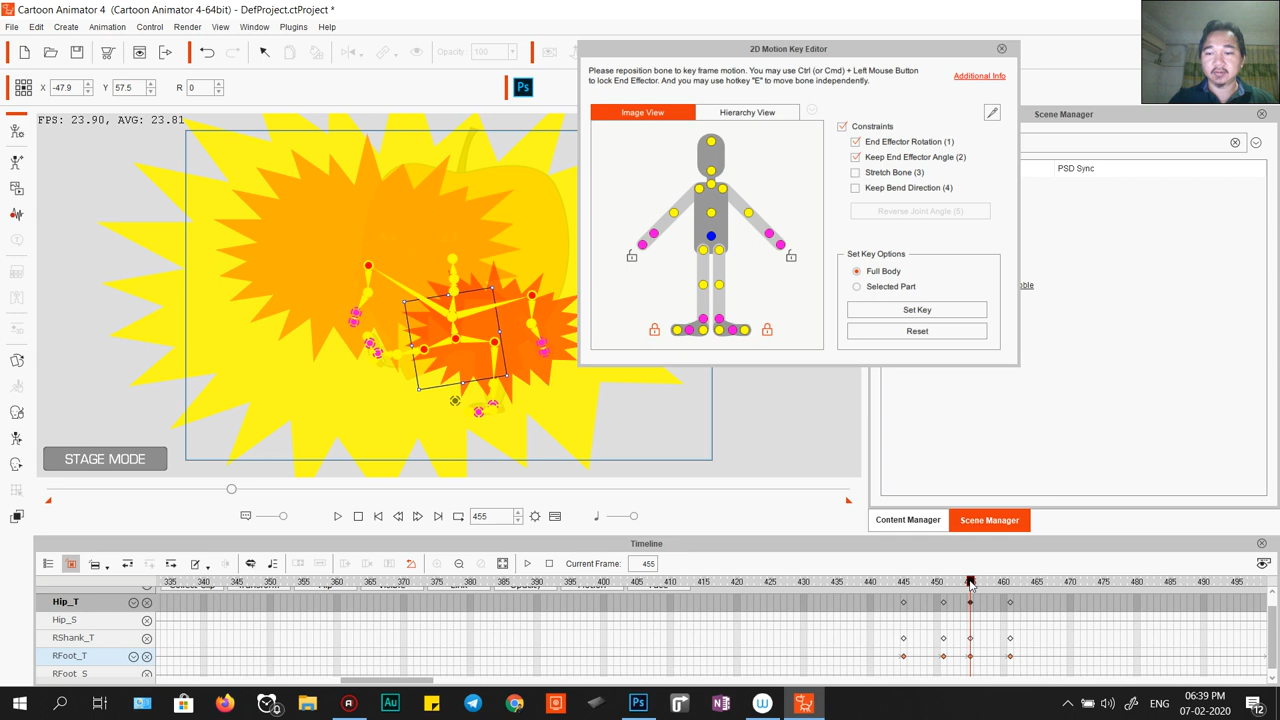 Cartoon Animator 4 (Cartoon Animator 4-64bit) - DefProject.ctProject *
File Edit Create Animation Control Render View Window Plugins Help
Opacity: 100
X -47.9 Y 57.5 R 0 Ps
FPS: 23.90, AVG: 23.81
STAGE MODE
2D Motion Key Editor
Please reposition bone to key frame motion. You may use Ctrl (or Cmd) + Left Mouse Button
to lock End Effector. And you may use hotkey "E" to move bone independently.
Additional Info
Image View Hierarchy View
Constraints
End Effector Rotation (1)
Keep End Effector Angle (2)
Stretch Bone (3)
Keep Bend Direction (4)
Reverse Joint Angle (5)
Set Key Options
Full Body
Selected Part
Set Key
Reset
Scene Manager
PSD Sync
Content Manager Scene Manager
455
Timeline
Current Frame: 455
335 340 345 350 355 360 365 370 375 380 385 390 395 400 405 410 415 420 425 430 435 440 445 450 460 465 470 475 480 485 490 495
Hip_T
Hip_S
RShank_T
RFoot_T
RFoot_S
Au Ps N W
ENG
06:39 PM
07-02-2020
12